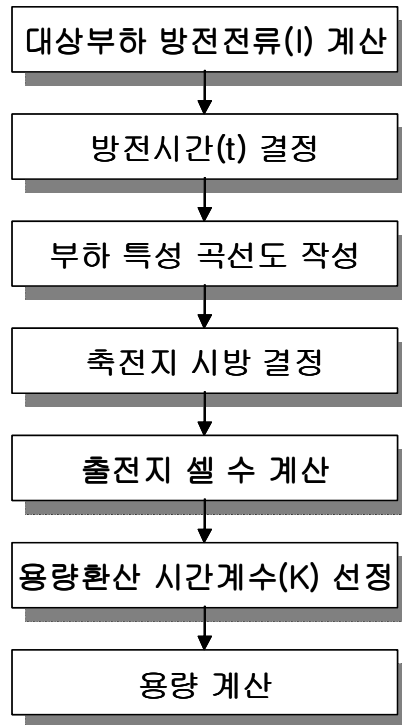 대상부하 방전전류(I) 계산
방전시간(t) 결정
부하 특성 곡선도 작성
축전지 시방 결정
출전지 셀 수 계산
용량환산 시간계수(K) 선정
용량 계산